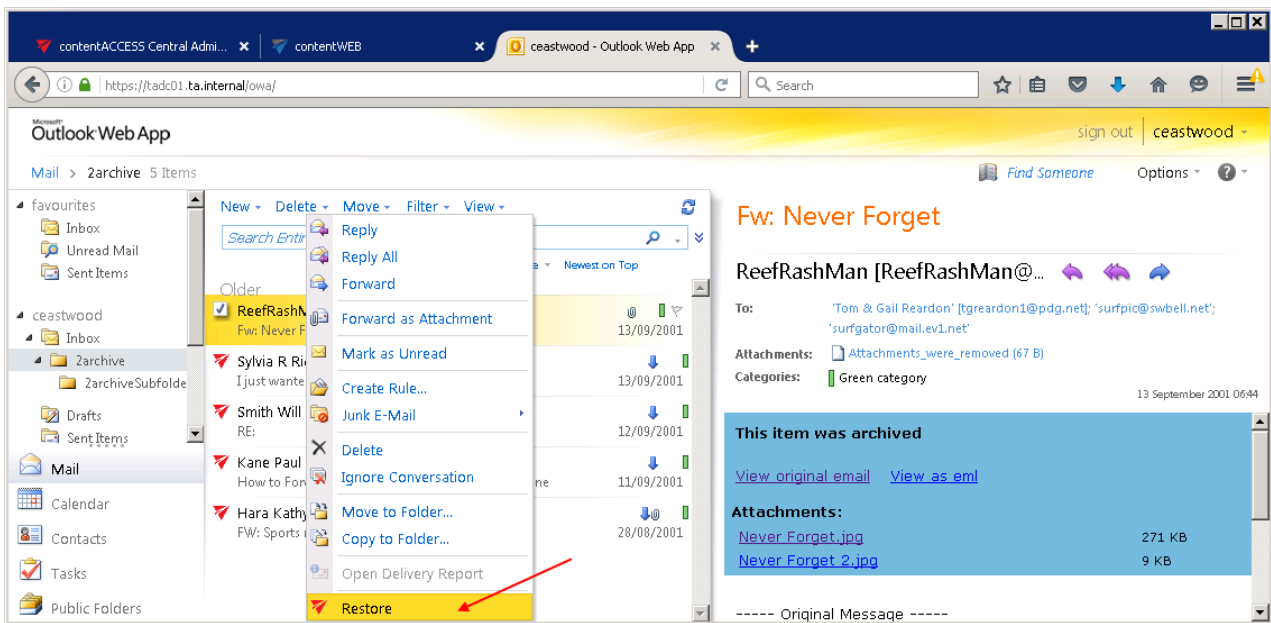 contentACCESS Central Admi...
contentWEB
ceastwood - Outlook Web App
https://tadc01.ta.internal/owa/
Search
Microsoft®
Outlook Web App
sign out
ceastwood
Mail > 2archive 5 Items
Find Someone
Options
favourites
Inbox
Unread Mail
Sent Items
ceastwood
Inbox
2archive
2archiveSubfolde
Drafts
Sent Items
Mail
Calendar
Contacts
Tasks
Public Folders
New Delete Move Filter View
Search Entir
Newest on Top
Older
ReefRashM
Fw: Never F
13/09/2001
Sylvia R Ri
I just wante
13/09/2001
Smith Will
RE:
12/09/2001
Kane Paul
How to For
ne
11/09/2001
Hara Kathy
FW: Sports
28/08/2001
Reply
Reply All
Forward
Forward as Attachment
Mark as Unread
Create Rule...
Junk E-Mail
Delete
Ignore Conversation
Move to Folder...
Copy to Folder...
Open Delivery Report
Restore
Fw: Never Forget
ReefRashMan [ReefRashMan@...
To: 'Tom & Gail Reardon' [tgreardon1@pdg.net]; 'surfpic@swbell.net';
'surfgator@mail.ev1.net'
Attachments: Attachments_were_removed (67 B)
Categories: Green category
13 September 2001 06:44
This item was archived
View original email View as eml
Attachments:
Never Forget.jpg 271 KB
Never Forget 2.jpg 9 KB
----- Original Message -----